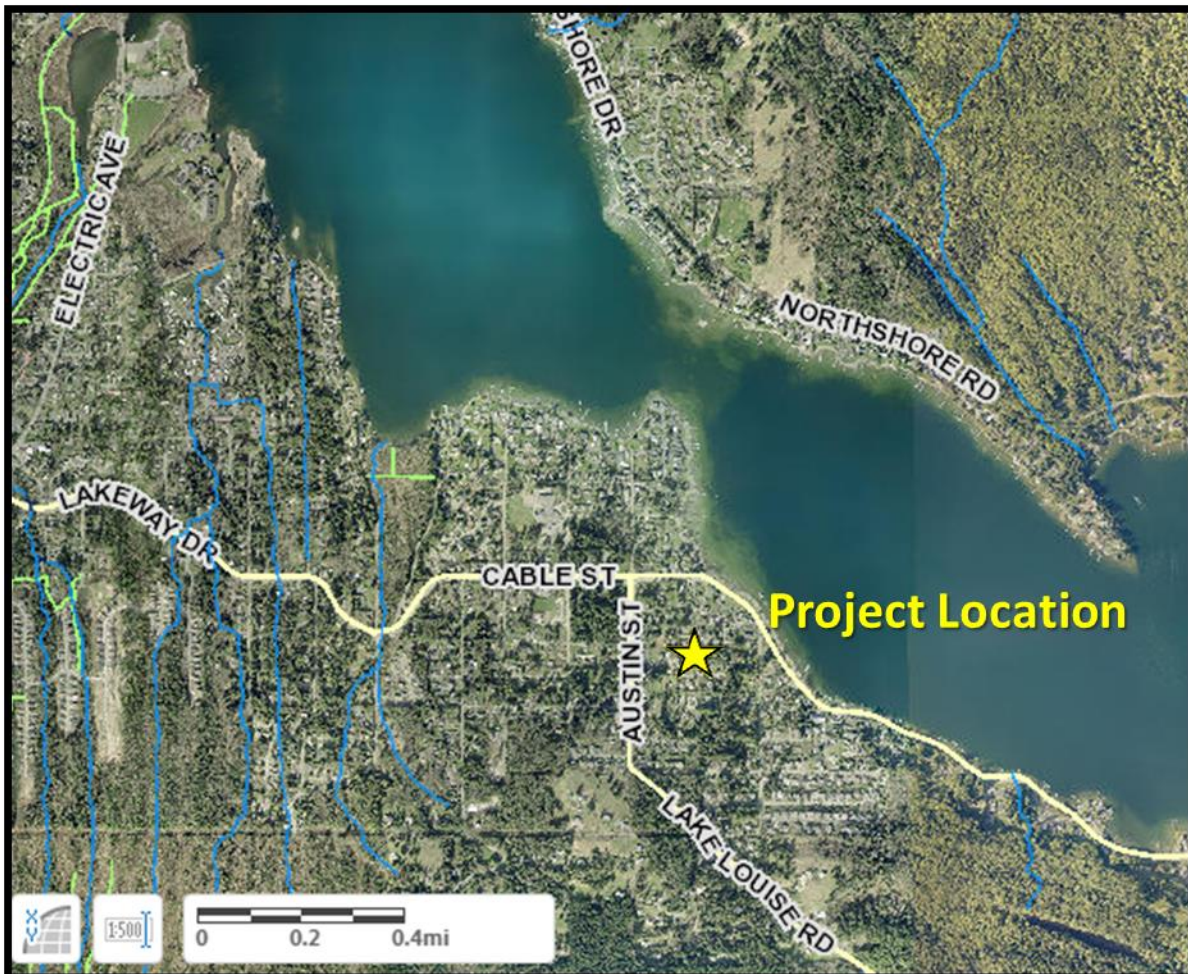 SHORE DR
ELECTRIC AVE
NORTHSHORE RD
LAKEWAY DR
CABLE ST
Project Location
AUSTIN ST
LAKE LOUISE RD
XY
1:500
0 0.2 0.4mi